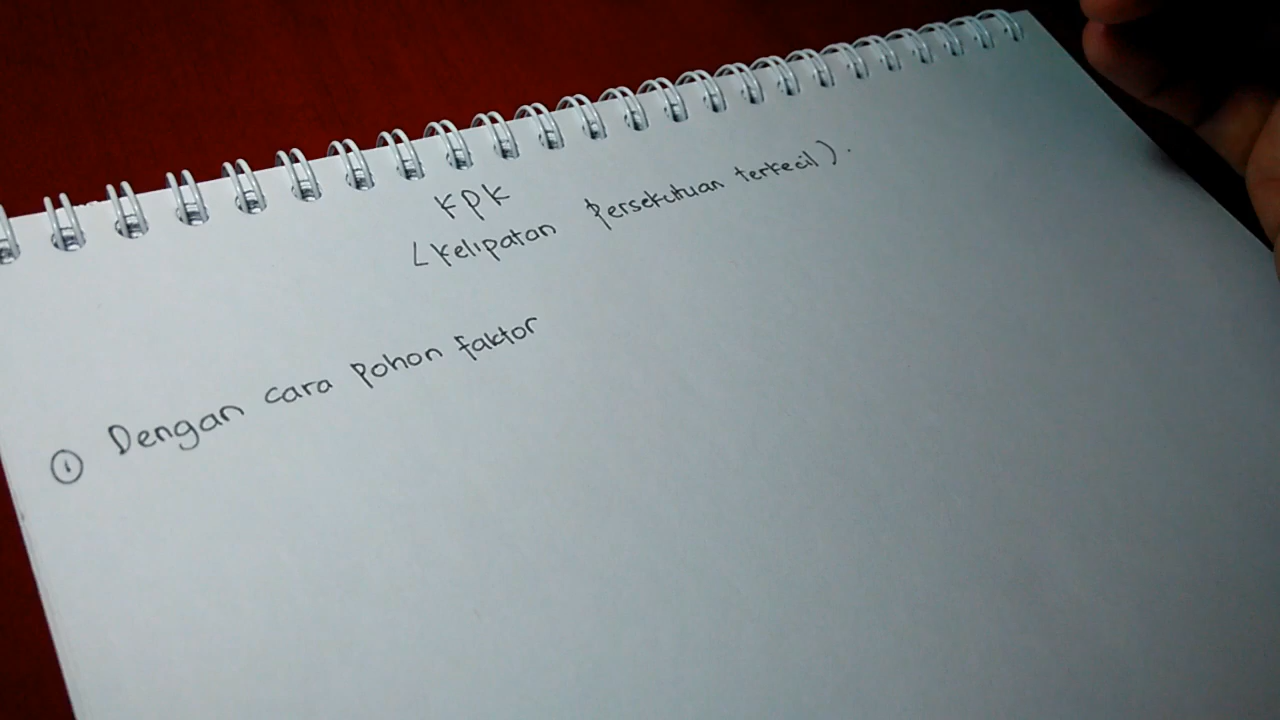 KPK
(Kelipatan Persekutuan terkecil).
① Dengan cara Pohon faktor